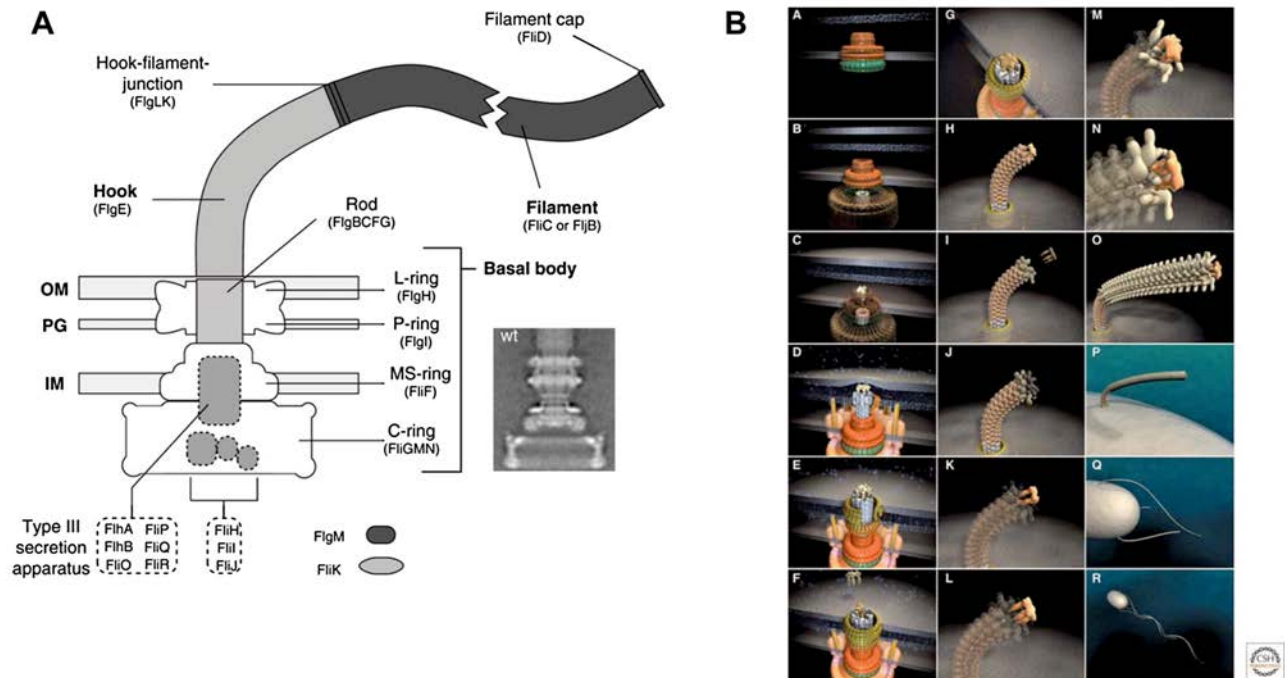 A
Filament cap
(FliD)
Hook-filament-
junction
(FlgLK)
Hook
(FlgE)
Rod
(FlgBCFG)
Filament
(FliC or FljB)
Basal body
OM
L-ring
(FlgH)
PG
P-ring
(FlgI)
wt
IM
MS-ring
(FliF)
C-ring
(FliGMN)
Type III
secretion
apparatus
FlhA FliP
FlhB FliQ
FliO FliR
FliH
FliI
FliJ
FlgM
FliK
B
A
G
M
B
H
N
C
I
O
D
J
P
E
K
Q
F
L
R
CSH